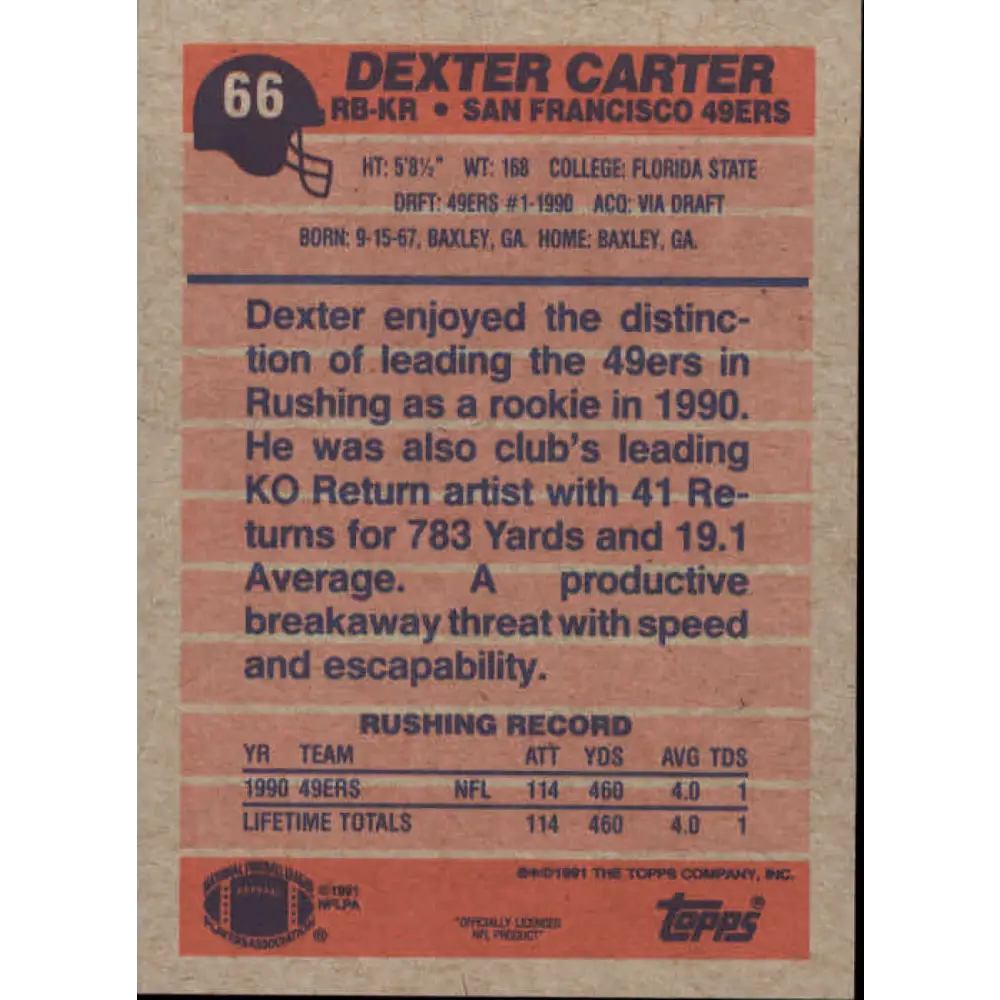 66
DEXTER CARTER
RB-KR • SAN FRANCISCO 49ERS
HT: 5'8½" WT: 168 COLLEGE: FLORIDA STATE
DRFT: 49ERS #1-1990 ACQ: VIA DRAFT
BORN: 9-15-67, BAXLEY, GA. HOME: BAXLEY, GA.
Dexter enjoyed the distinc-
tion of leading the 49ers in
Rushing as a rookie in 1990.
He was also club's leading
KO Return artist with 41 Re-
turns for 783 Yards and 19.1
Average. A productive
breakaway threat with speed
and escapability.
RUSHING RECORD
YR TEAM ATT YDS AVG TDS
1990 49ERS NFL 114 460 4.0 1
LIFETIME TOTALS 114 460 4.0 1
NATIONAL FOOTBALL LEAGUE
PLAYERS ASSOCIATION ®
©1991
NFLPA
©1991 THE TOPPS COMPANY, INC.
"OFFICIALLY LICENSED
NFL PRODUCT"
topps®